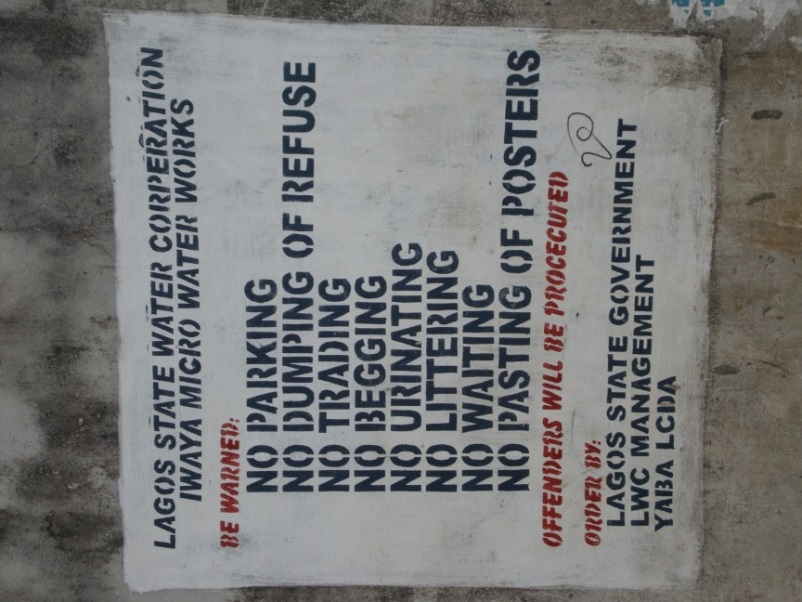 LAGOS STATE WATER CORPERATION
IWAYA MICRO WATER WORKS
BE WARNED:
NO PARKING
NO DUMPING OF REFUSE
NO TRADING
NO BEGGING
NO URINATING
NO LITTERING
NO WAITING
NO PASTING OF POSTERS
OFFENDERS WILL BE PROCECUTED
ORDER BY:
LAGOS STATE GOVERNMENT
LWC MANAGEMENT
YABA LCDA